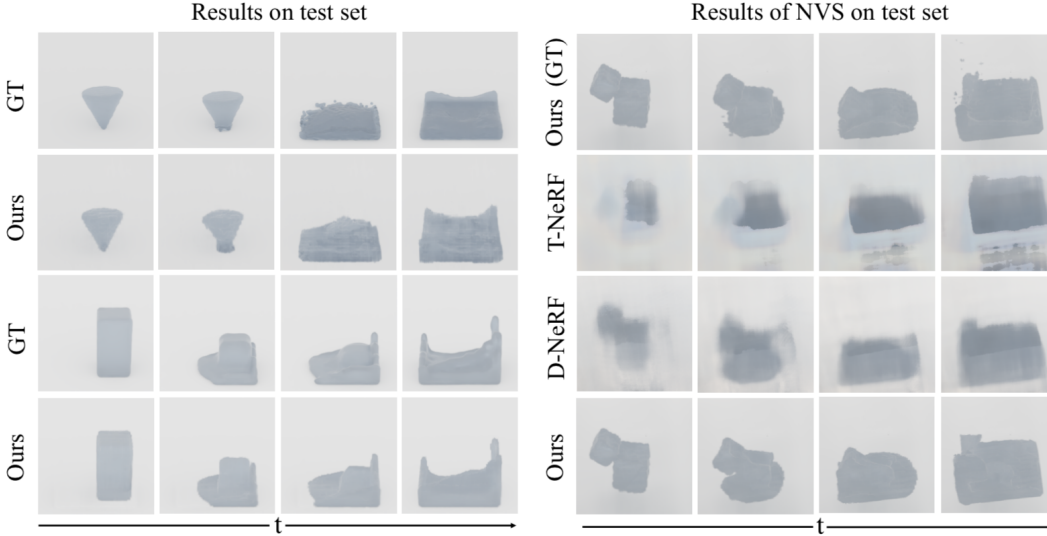 Results on test set
GT
Ours
GT
Ours
t
Results of NVS on test set
Ours (GT)
T-NeRF
D-NeRF
Ours
t